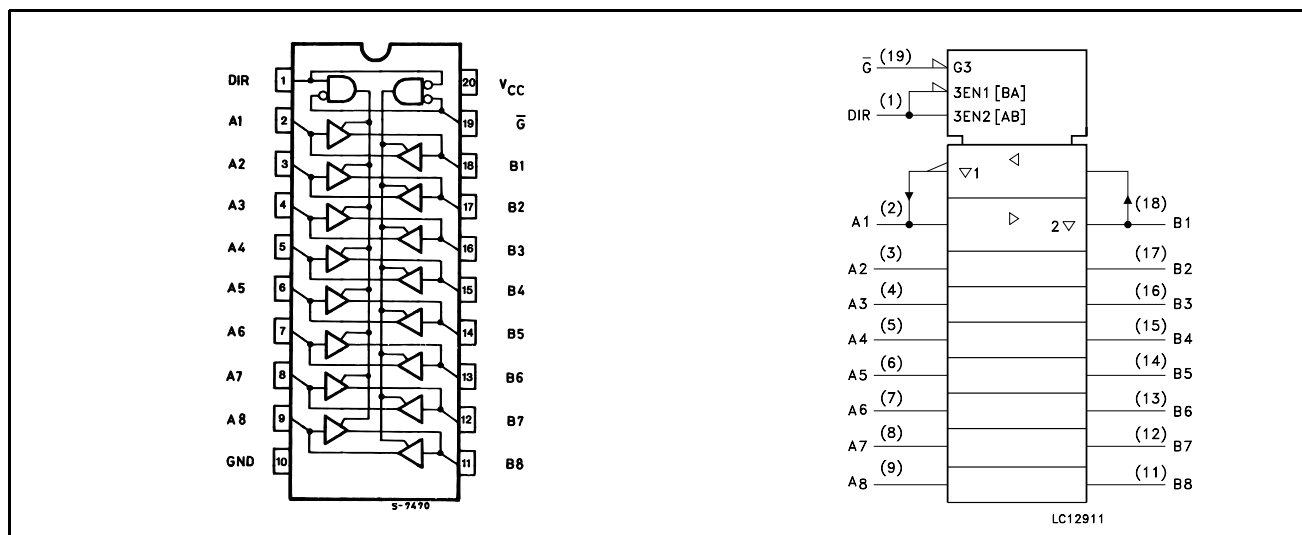 DIR 1 20 VCC
A1 2 19 G̅
A2 3 18 B1
A3 4 17 B2
A4 5 16 B3
A5 6 15 B4
A6 7 14 B5
A7 8 13 B6
A8 9 12 B7
GND 10 11 B8
S-7470
G̅ (19) G3
3EN1 [BA]
DIR (1) 3EN2 [AB]
▽1 ◁
A1 (2) ▷ 2▽ (18) B1
A2 (3) (17) B2
A3 (4) (16) B3
A4 (5) (15) B4
A5 (6) (14) B5
A6 (7) (13) B6
A7 (8) (12) B7
A8 (9) (11) B8
LC12911